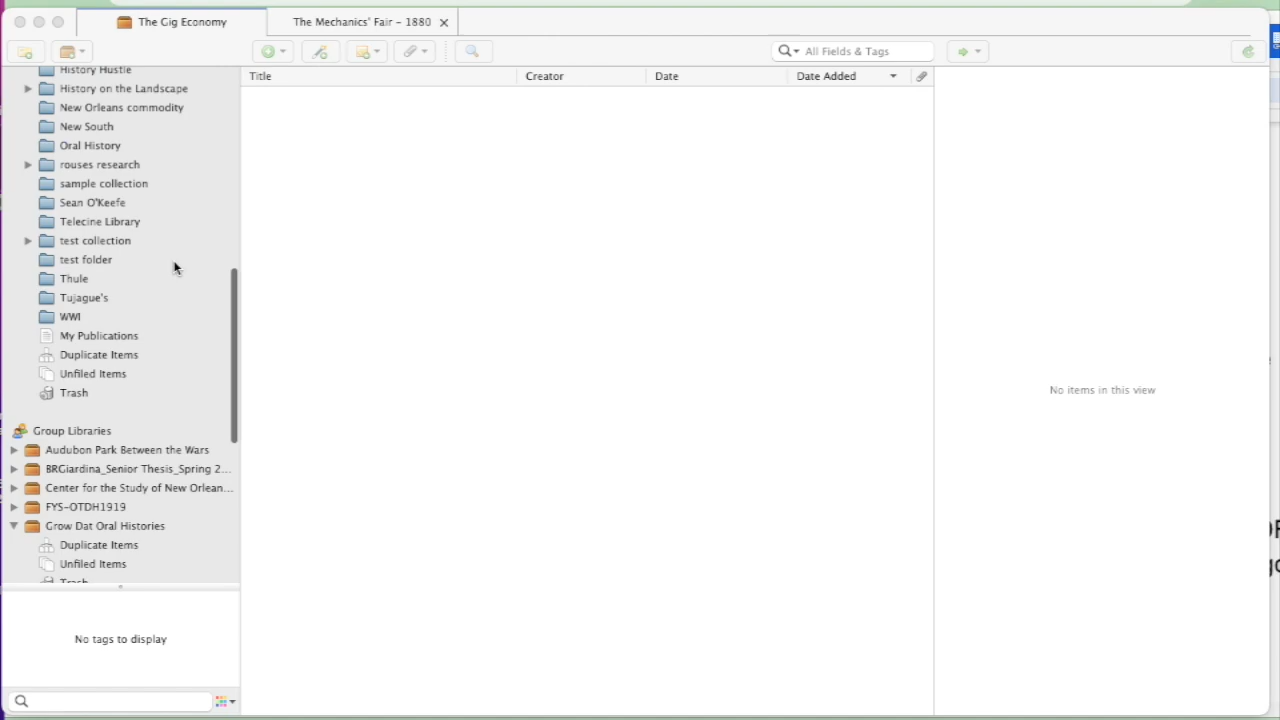 The Gig Economy
The Mechanics' Fair – 1880
All Fields & Tags
Title Creator Date Date Added
History Hustle
History on the Landscape
New Orleans commodity
New South
Oral History
rouses research
sample collection
Sean O'Keefe
Telecine Library
test collection
test folder
Thule
Tujague's
WWI
My Publications
Duplicate Items
Unfiled Items
Trash
Group Libraries
Audubon Park Between the Wars
BRGiardina_Senior Thesis_Spring 2...
Center for the Study of New Orlean...
FYS-OTDH1919
Grow Dat Oral Histories
Duplicate Items
Unfiled Items
Trash
No tags to display
No items in this view